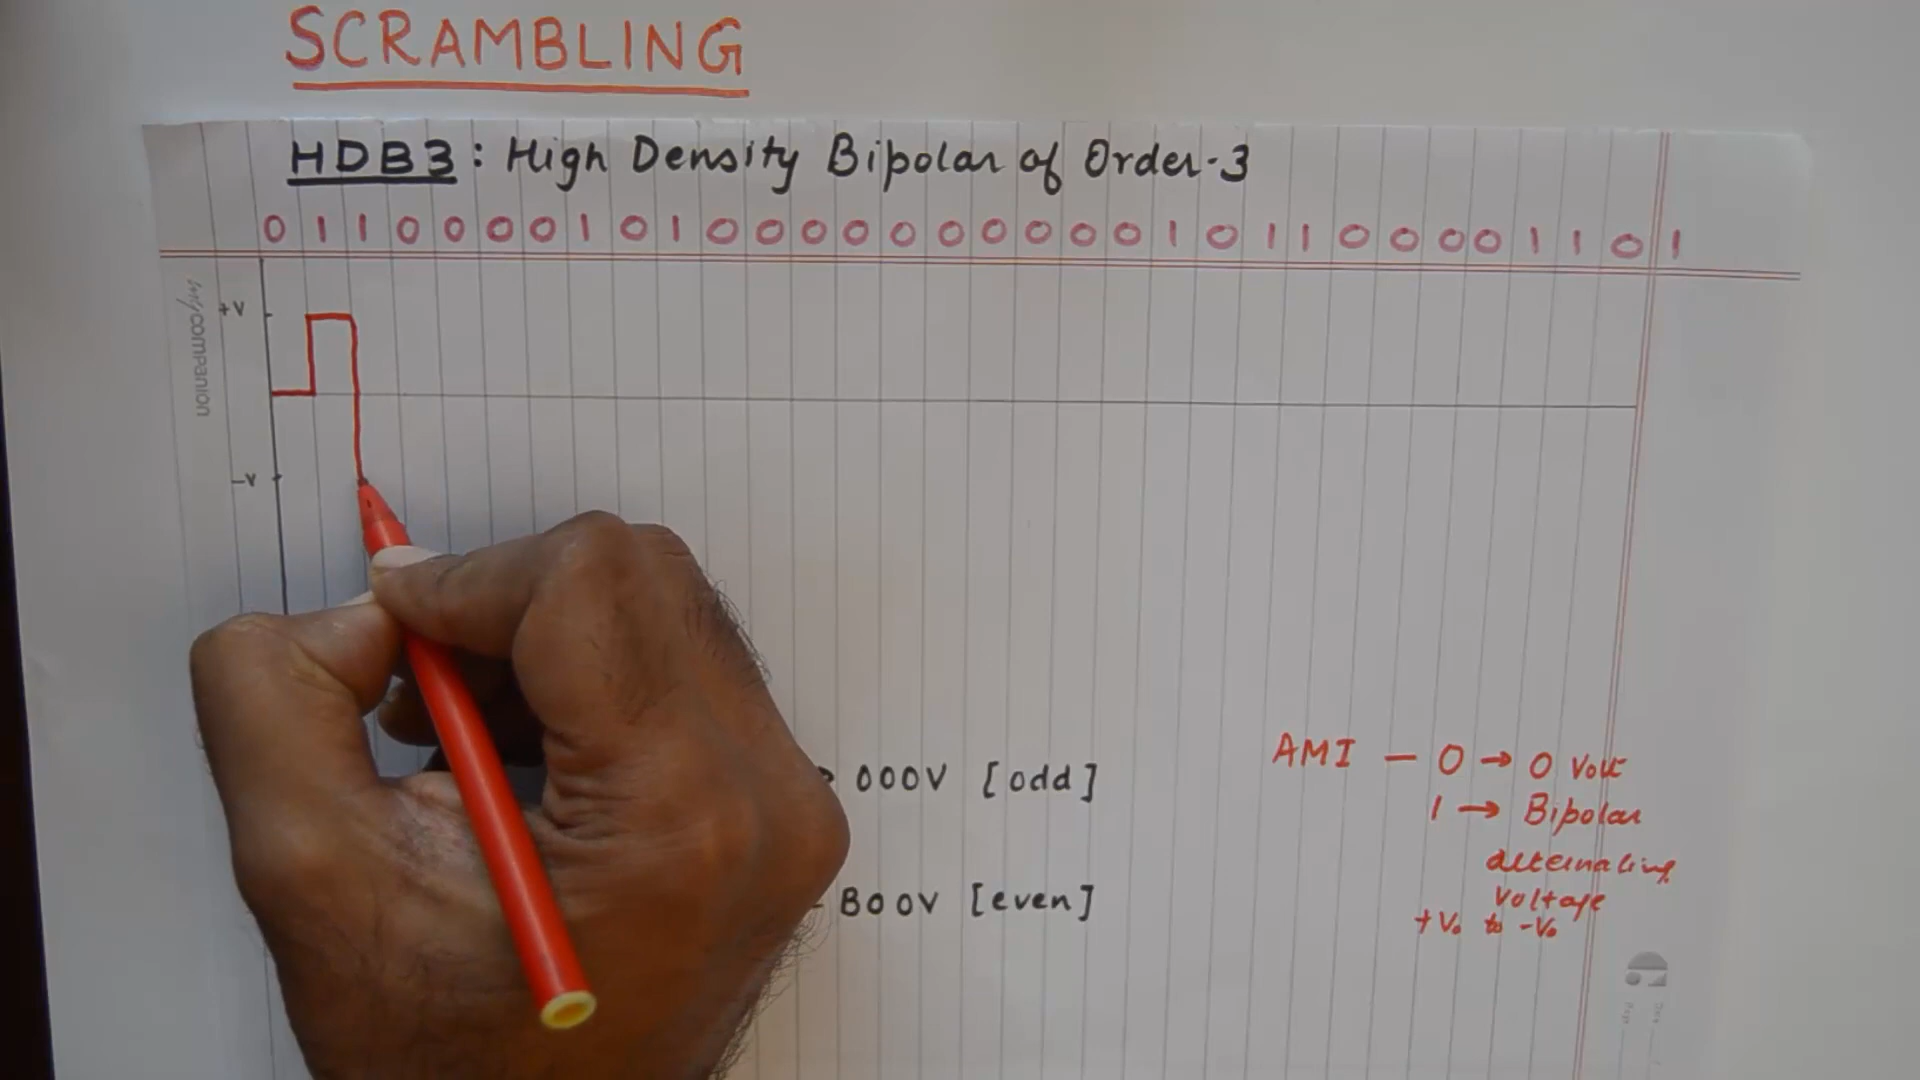 SCRAMBLING
HDB3: High Density Bipolar of Order-3
0 1 1 0 0 0 0 1 0 1 0 0 0 0 0 0 0 0 0 0 1 0 1 1 0 0 0 0 1 1 0 1
mycompanion
+V
-V
000V [odd]
B00V [even]
AMI - 0 → 0 Volt
1 → Bipolar
alternating
voltage
+V₀ to -V₀